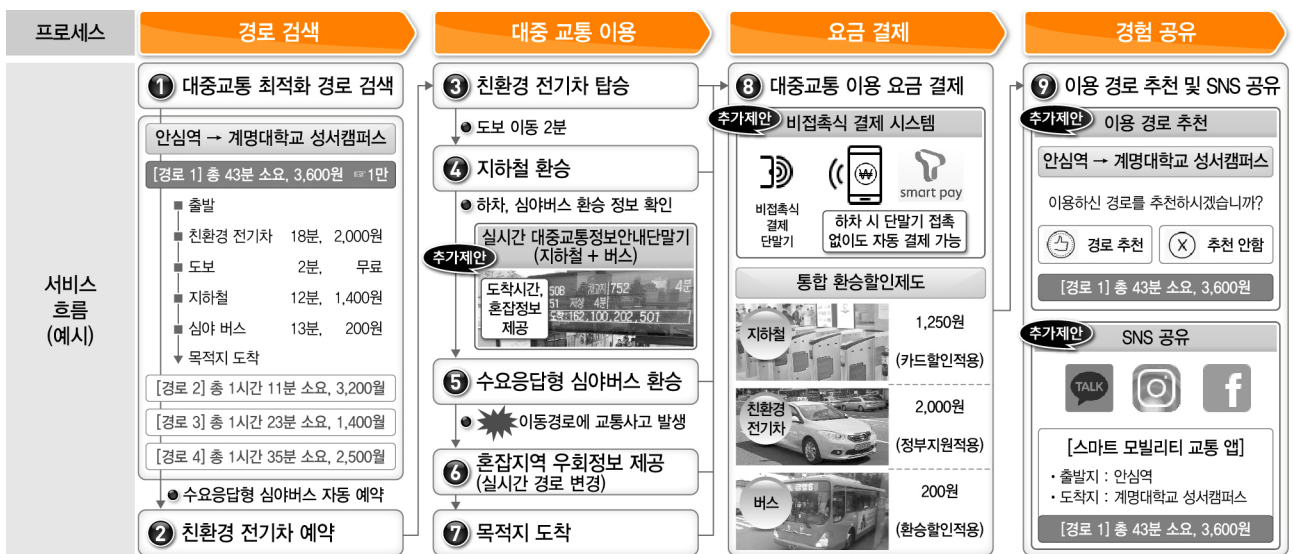 프로세스
경로 검색
대중 교통 이용
요금 결제
경험 공유
서비스
흐름
(예시)
❶ 대중교통 최적화 경로 검색
안심역 → 계명대학교 성서캠퍼스
[경로 1] 총 43분 소요, 3,600원 ☞1만
■ 출발
■ 친환경 전기차 18분, 2,000원
■ 도보 2분, 무료
■ 지하철 12분, 1,400원
■ 심야 버스 13분, 200원
목적지 도착
[경로 2] 총 1시간 11분 소요, 3,200월
[경로 3] 총 1시간 23분 소요, 1,400월
[경로 4] 총 1시간 35분 소요, 2,500월
● 수요응답형 심야버스 자동 예약
❷ 친환경 전기차 예약
❸ 친환경 전기차 탑승
● 도보 이동 2분
❹ 지하철 환승
● 하차, 심야버스 환승 정보 확인
실시간 대중교통정보안내단말기
(지하철 + 버스)
추가제안
도착시간,
혼잡정보
제공
508
752
4분
51 지상 4분
도착:162,100,202,501
❺ 수요응답형 심야버스 환승
● 이동경로에 교통사고 발생
❻ 혼잡지역 우회정보 제공
(실시간 경로 변경)
❼ 목적지 도착
❽ 대중교통 이용 요금 결제
추가제안
비접촉식 결제 시스템
비접촉식
결제
단말기
₩
smart pay
하차 시 단말기 접촉
없이도 자동 결제 가능
통합 환승할인제도
지하철
1,250원
(카드할인적용)
친환경
전기차
2,000원
(정부지원적용)
버스
200원
(환승할인적용)
❾ 이용 경로 추천 및 SNS 공유
추가제안
이용 경로 추천
안심역 → 계명대학교 성서캠퍼스
이용하신 경로를 추천하시겠습니까?
경로 추천
X 추천 안함
[경로 1] 총 43분 소요, 3,600원
추가제안
SNS 공유
TALK
f
[스마트 모빌리티 교통 앱]
· 출발지 : 안심역
· 도착지 : 계명대학교 성서캠퍼스
[경로 1] 총 43분 소요, 3,600원